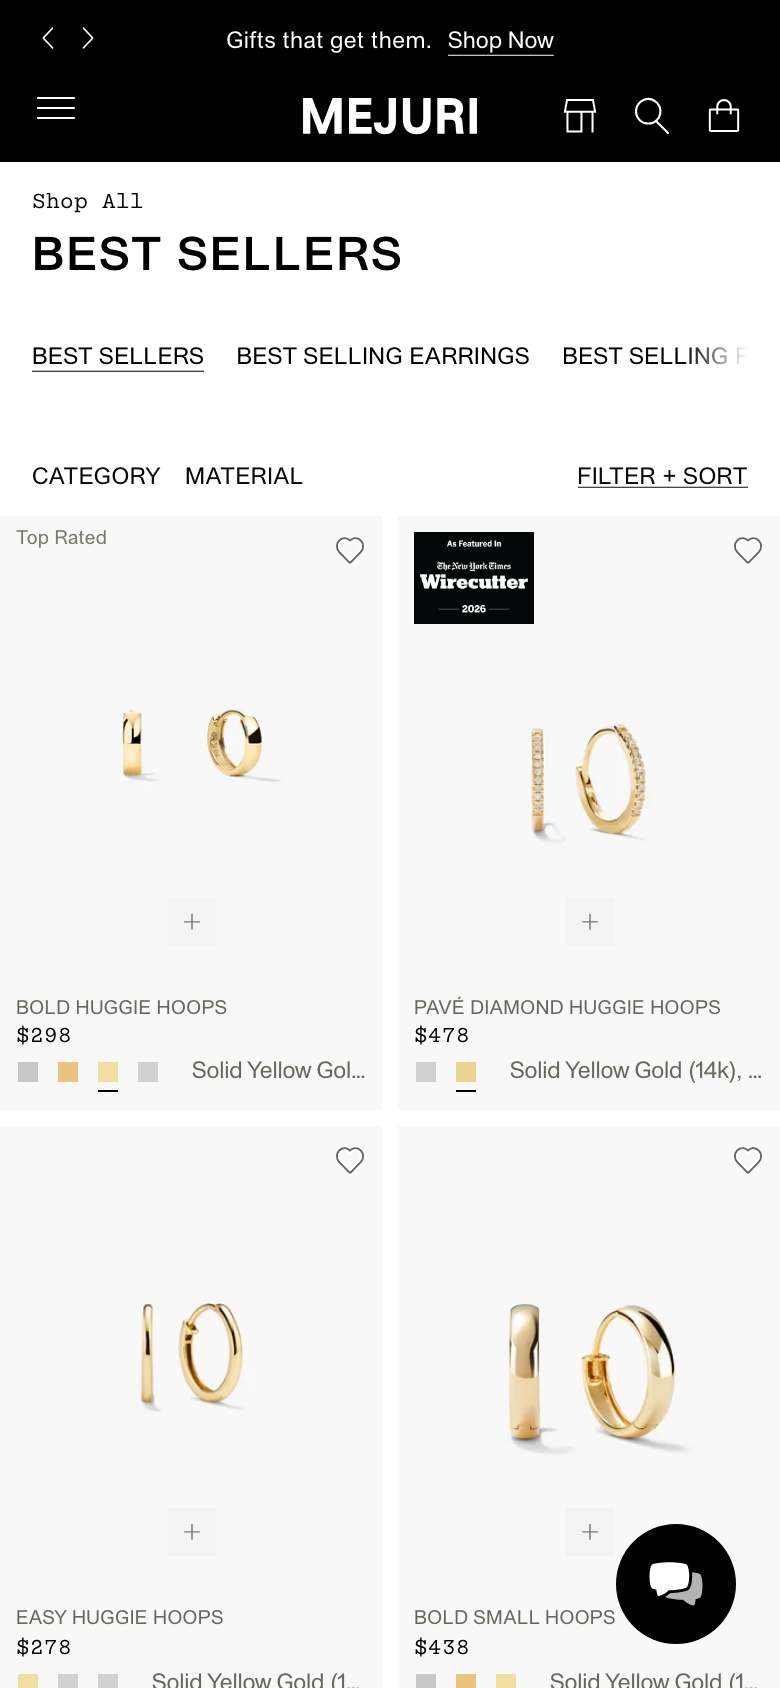 Gifts that get them. Shop Now
MEJURI
Shop All
BEST SELLERS
BEST SELLERS BEST SELLING EARRINGS BEST SELLING
CATEGORY MATERIAL FILTER + SORT
Top Rated
As Featured In
The New York Times
Wirecutter
2026
BOLD HUGGIE HOOPS
$298
Solid Yellow Gol...
PAVÉ DIAMOND HUGGIE HOOPS
$478
Solid Yellow Gold (14k), ...
EASY HUGGIE HOOPS
$278
Solid Yellow Gold (1...
BOLD SMALL HOOPS
$438
Solid Yellow Gold (1...